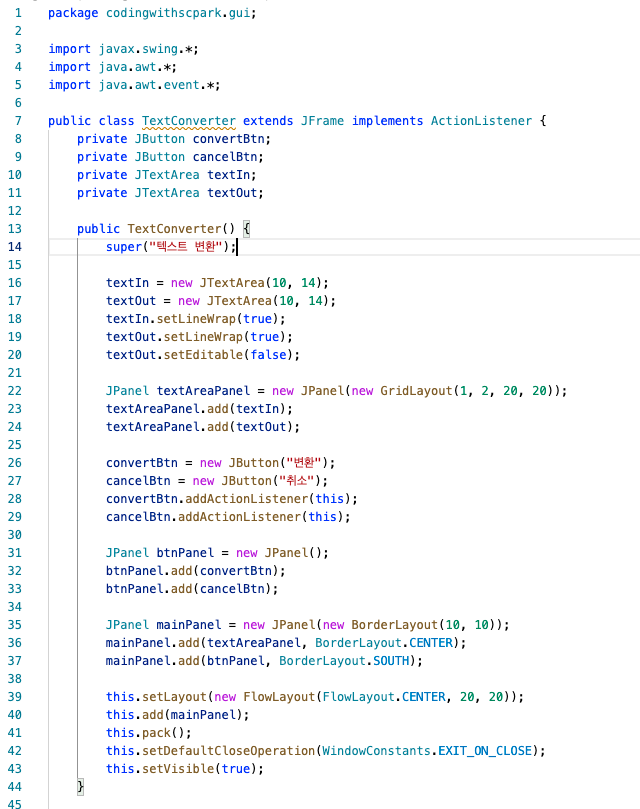 1 package codingwithscpark.gui;
2
3 import javax.swing.*;
4 import java.awt.*;
5 import java.awt.event.*;
6
7 public class TextConverter extends JFrame implements ActionListener {
8     private JButton convertBtn;
9     private JButton cancelBtn;
10     private JTextArea textIn;
11     private JTextArea textOut;
12
13     public TextConverter() {
14         super("텍스트 변환");
15
16         textIn = new JTextArea(10, 14);
17         textOut = new JTextArea(10, 14);
18         textIn.setLineWrap(true);
19         textOut.setLineWrap(true);
20         textOut.setEditable(false);
21
22         JPanel textAreaPanel = new JPanel(new GridLayout(1, 2, 20, 20));
23         textAreaPanel.add(textIn);
24         textAreaPanel.add(textOut);
25
26         convertBtn = new JButton("변환");
27         cancelBtn = new JButton("취소");
28         convertBtn.addActionListener(this);
29         cancelBtn.addActionListener(this);
30
31         JPanel btnPanel = new JPanel();
32         btnPanel.add(convertBtn);
33         btnPanel.add(cancelBtn);
34
35         JPanel mainPanel = new JPanel(new BorderLayout(10, 10));
36         mainPanel.add(textAreaPanel, BorderLayout.CENTER);
37         mainPanel.add(btnPanel, BorderLayout.SOUTH);
38
39         this.setLayout(new FlowLayout(FlowLayout.CENTER, 20, 20));
40         this.add(mainPanel);
41         this.pack();
42         this.setDefaultCloseOperation(WindowConstants.EXIT_ON_CLOSE);
43         this.setVisible(true);
44     }
45